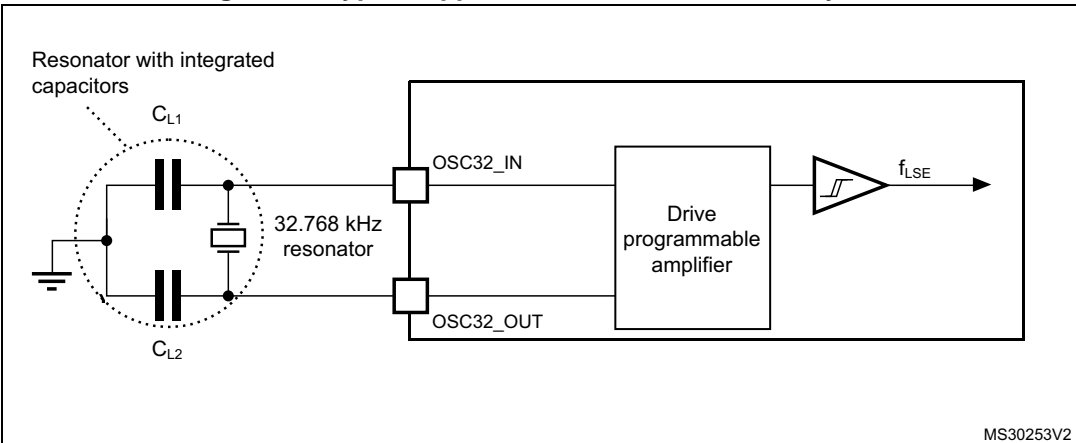 Resonator with integrated
capacitors
CL1
OSC32_IN
fLSE
32.768 kHz
resonator
Drive
programmable
amplifier
OSC32_OUT
CL2
MS30253V2